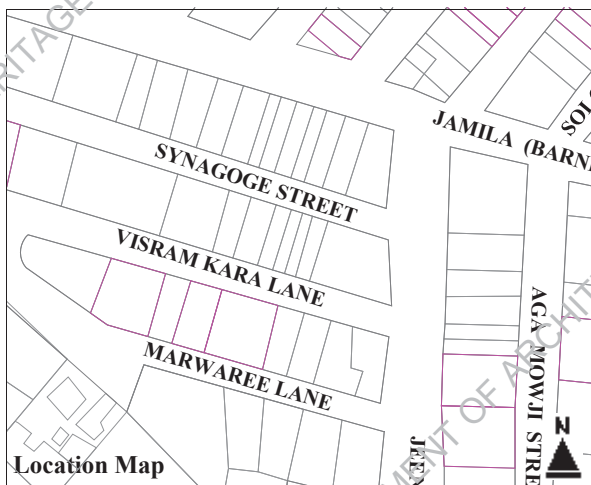 JAMILA (BARN
SYNAGOGE STREET
VISRAM KARA LANE
MARWAREE LANE
AGA MOWJI STRE
N
Location Map